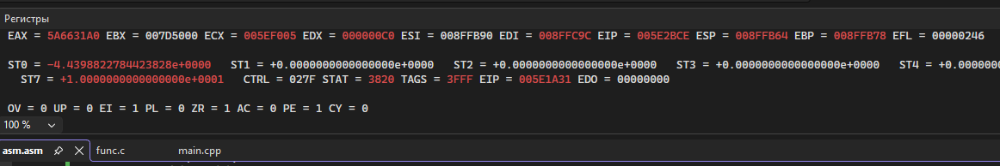 Регистры
EAX = 5A6631A0 EBX = 007D5000 ECX = 005EF005 EDX = 000000C0 ESI = 008FFB90 EDI = 008FFC9C EIP = 005E2BCE ESP = 008FFB64 EBP = 008FFB78 EFL = 00000246
ST0 = -4.4398822784423828e+0000 ST1 = +0.0000000000000000e+0000 ST2 = +0.0000000000000000e+0000 ST3 = +0.0000000000000000e+0000 ST4 = +0.0000000
ST7 = +1.0000000000000000e+0001 CTRL = 027F STAT = 3820 TAGS = 3FFF EIP = 005E1A31 EDO = 00000000
OV = 0 UP = 0 EI = 1 PL = 0 ZR = 1 AC = 0 PE = 1 CY = 0
100 %
asm.asm func.c main.cpp